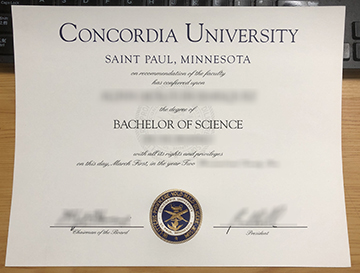 CONCORDIA UNIVERSITY
SAINT PAUL, MINNESOTA
on recommendation of the faculty
has conferred upon
the degree of
BACHELOR OF SCIENCE
with all its rights and privileges
on this day, March First, in the year Two
Chairman of the Board
President